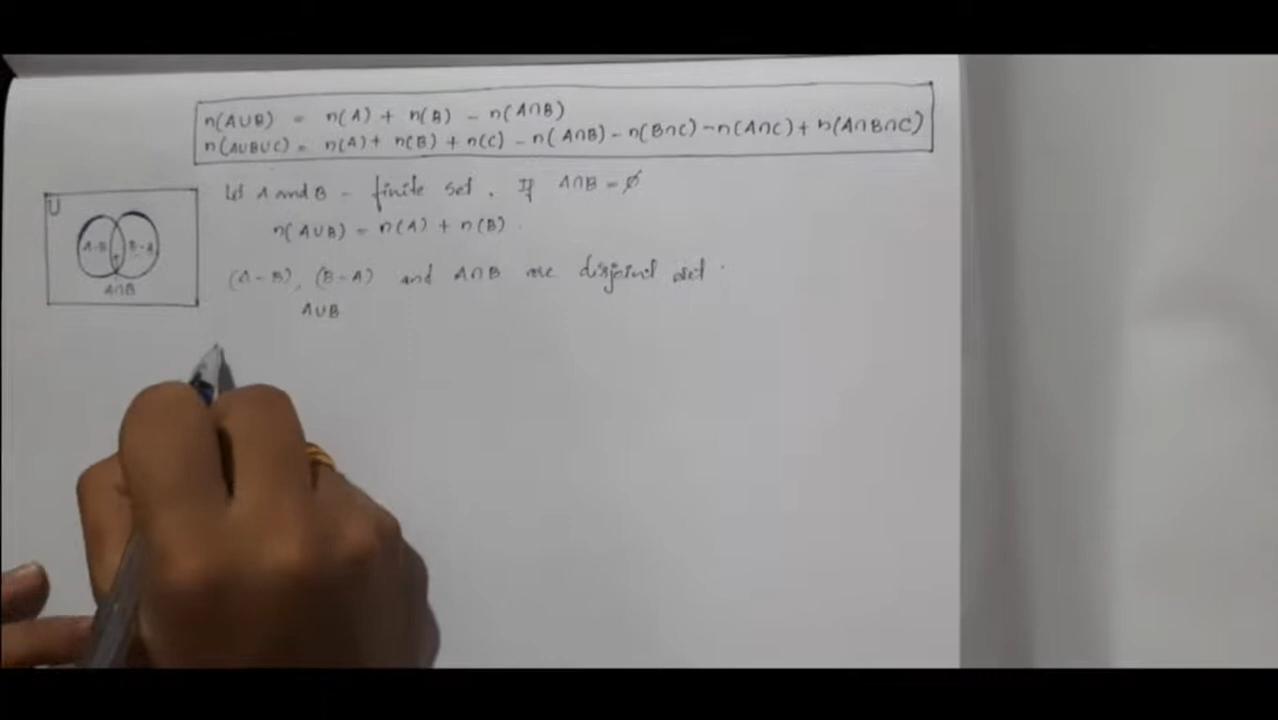 n(A∪B) = n(A) + n(B) - n(A∩B)
n(A∪B∪C) = n(A) + n(B) + n(C) - n(A∩B) - n(B∩C) - n(A∩C) + n(A∩B∩C)
Let A and B - finite set. If A∩B = ø
n(A∪B) = n(A) + n(B).
U
A-B B-A
A∩B
(A-B), (B-A) and A∩B are disjoint set.
A∪B